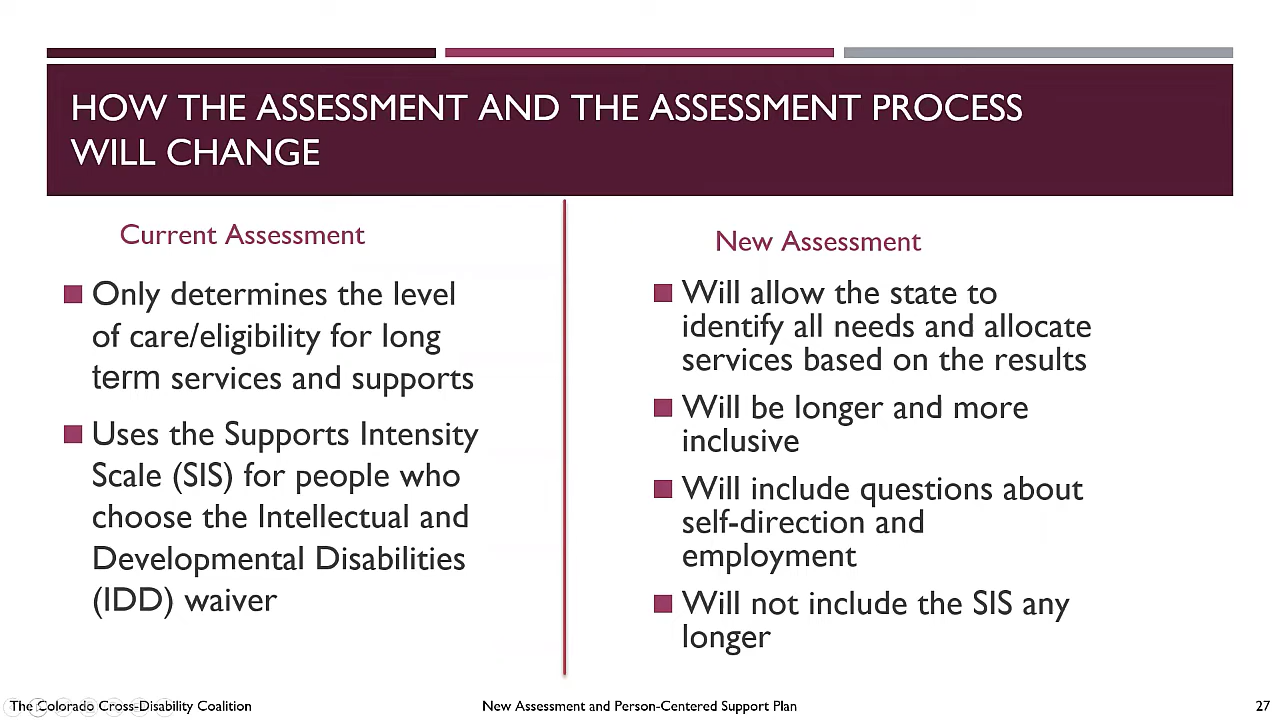 HOW THE ASSESSMENT AND THE ASSESSMENT PROCESS
WILL CHANGE
Current Assessment
Only determines the level
of care/eligibility for long
term services and supports
Uses the Supports Intensity
Scale (SIS) for people who
choose the Intellectual and
Developmental Disabilities
(IDD) waiver
New Assessment
Will allow the state to
identify all needs and allocate
services based on the results
Will be longer and more
inclusive
Will include questions about
self-direction and
employment
Will not include the SIS any
longer
The Colorado Cross-Disability Coalition
New Assessment and Person-Centered Support Plan
27